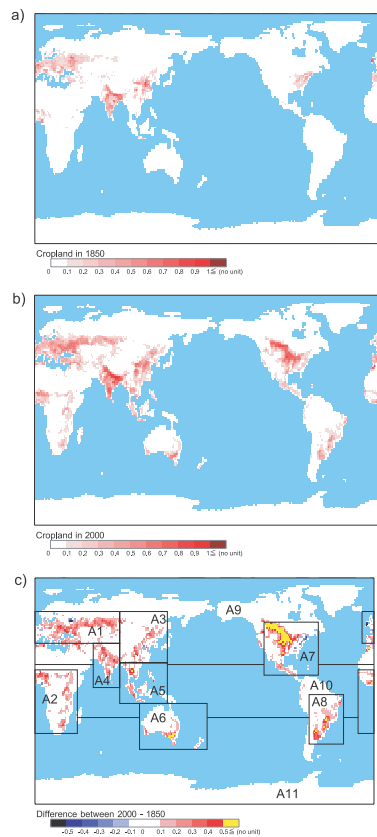 a)
Cropland in 1850
0 0.1 0.2 0.3 0.4 0.5 0.6 0.7 0.8 0.9 1≦ (no unit)
b)
Cropland in 2000
0 0.1 0.2 0.3 0.4 0.5 0.6 0.7 0.8 0.9 1≦ (no unit)
c)
A9
A3
A1
A7
A4
A10
A5
A2
A8
A6
A11
Difference between 2000 - 1850
-0.5 -0.4 -0.3 -0.2 -0.1 0 0.1 0.2 0.3 0.4 0.5≦ (no unit)